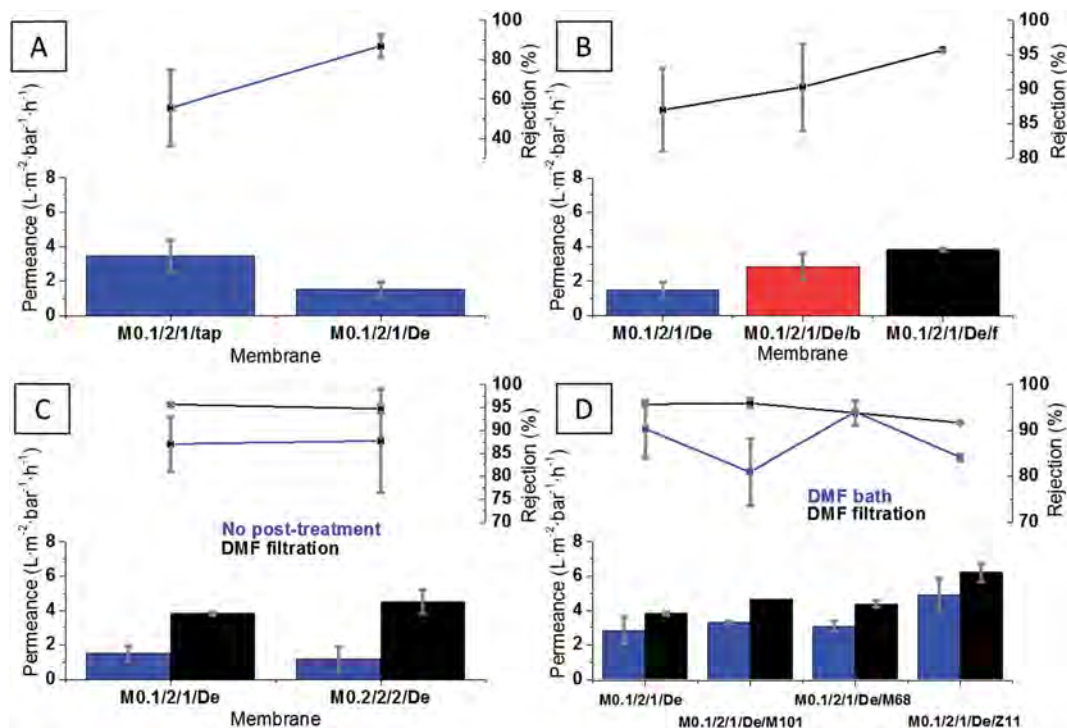 A
Permeance (L·m⁻²·bar⁻¹·h⁻¹)
8
6
4
2
0
100
80
60
40
Rejection (%)
M0.1/2/1/tap
M0.1/2/1/De
Membrane
B
Permeance (L·m⁻²·bar⁻¹·h⁻¹)
8
6
4
2
0
100
95
90
85
80
Rejection (%)
M0.1/2/1/De
M0.1/2/1/De/b
M0.1/2/1/De/f
Membrane
C
Permeance (L·m⁻²·bar⁻¹·h⁻¹)
8
6
4
2
0
100
95
90
85
80
75
70
Rejection (%)
No post-treatment
DMF filtration
M0.1/2/1/De
M0.2/2/2/De
Membrane
D
Permeance (L·m⁻²·bar⁻¹·h⁻¹)
8
6
4
2
0
100
90
80
70
Rejection (%)
DMF bath
DMF filtration
M0.1/2/1/De
M0.1/2/1/De/M101
M0.1/2/1/De/M68
M0.1/2/1/De/Z11